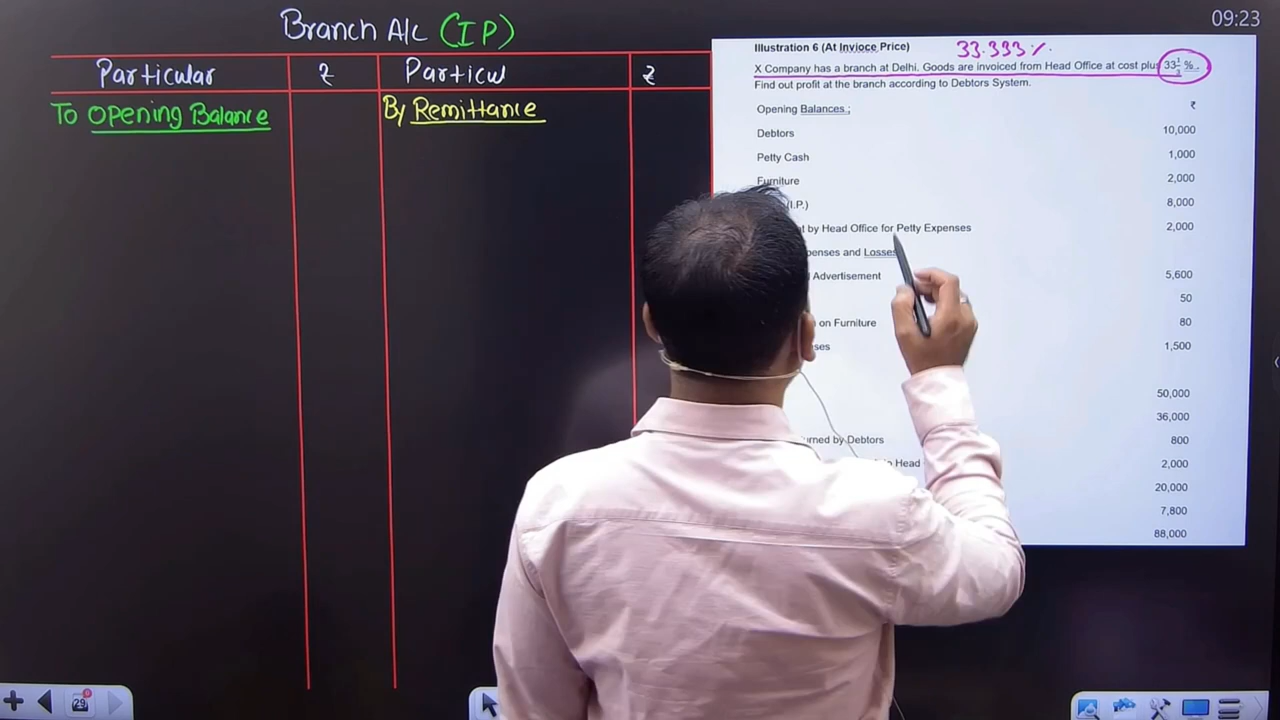 09:23
Branch A/c (IP)
Particular ₹ Particul ₹
To Opening Balance
By Remittance
Illustration 6 (At Invioce Price)
33.333%.
X Company has a branch at Delhi. Goods are invoiced from Head Office at cost plus 33⅓ %.
Find out profit at the branch according to Debtors System.
Opening Balances ; ₹
Debtors 10,000
Petty Cash 1,000
Furniture 2,000
(I.P.) 8,000
by Head Office for Petty Expenses 2,000
and Losses
Advertisement 5,600
50
on Furniture 80
1,500
50,000
36,000
by Debtors 800
Head 2,000
20,000
7,800
88,000
29